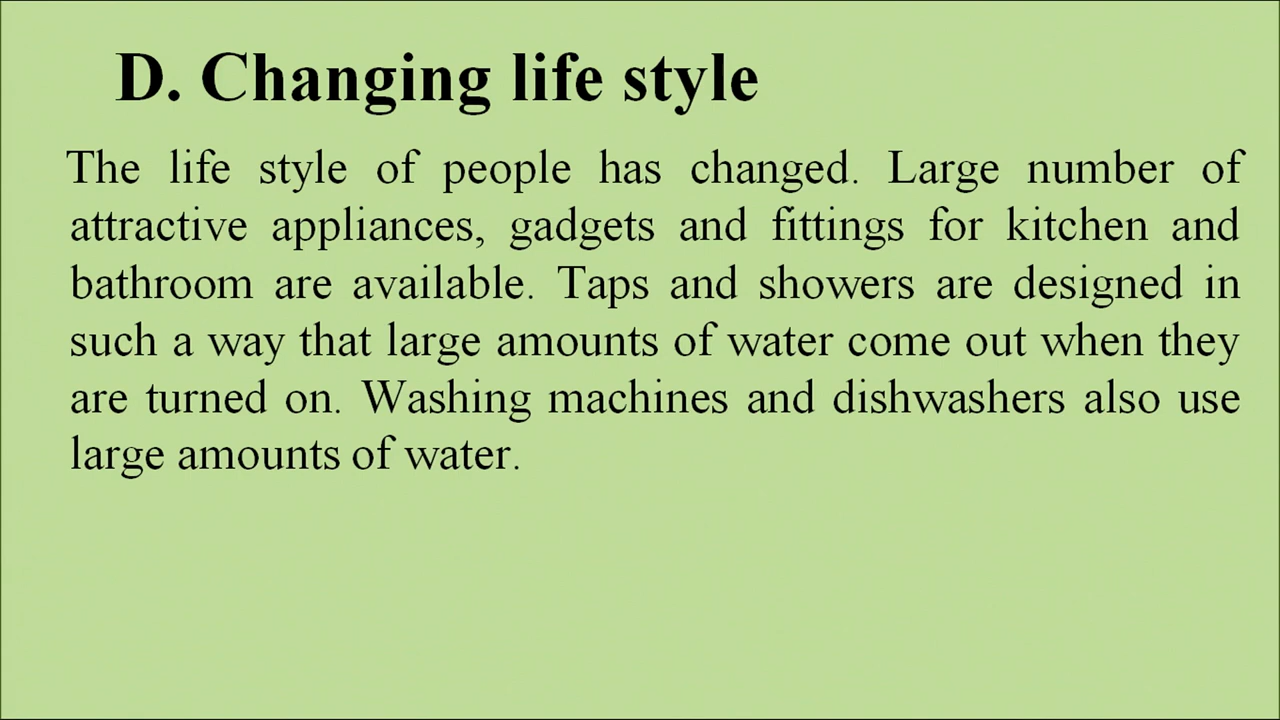 D. Changing life style
The life style of people has changed. Large number of
attractive appliances, gadgets and fittings for kitchen and
bathroom are available. Taps and showers are designed in
such a way that large amounts of water come out when they
are turned on. Washing machines and dishwashers also use
large amounts of water.